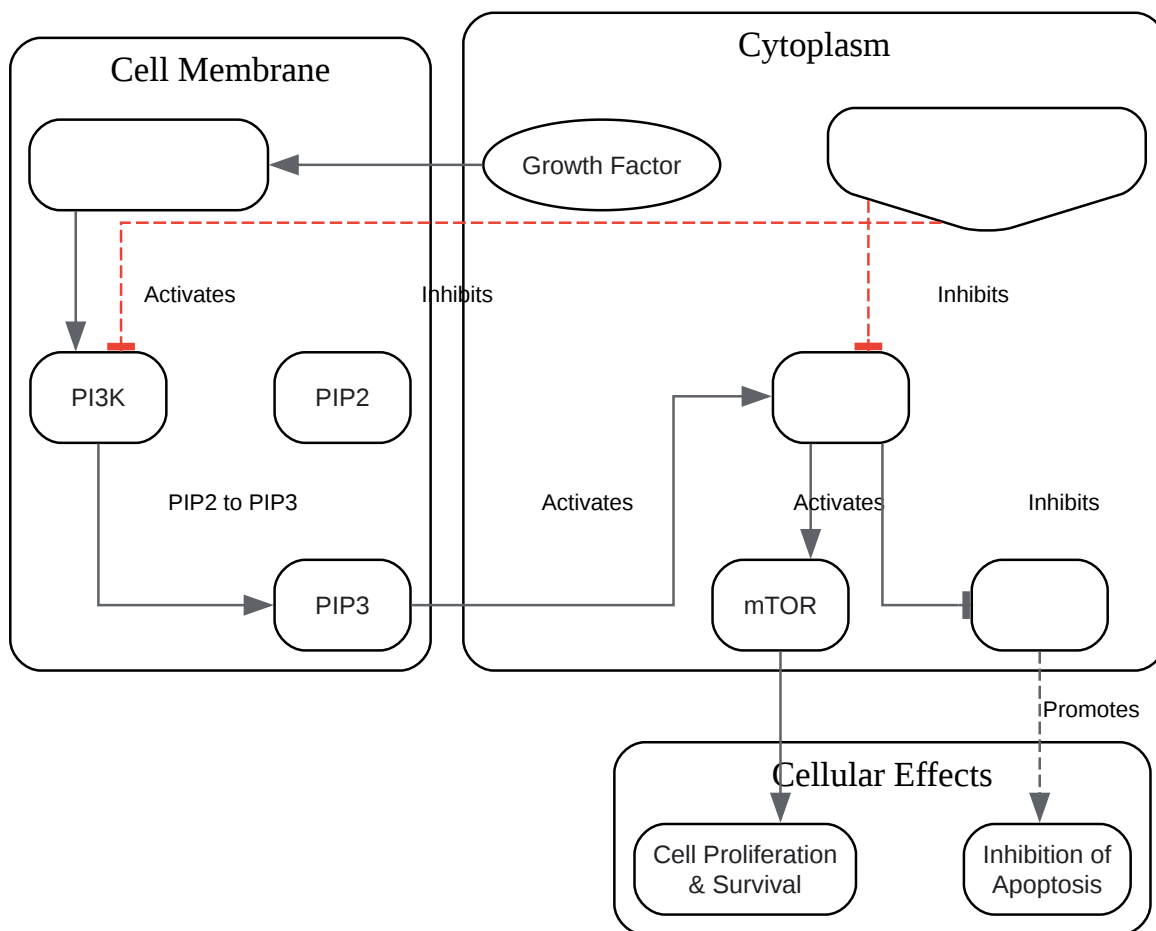 Cell Membrane
Cytoplasm
Growth Factor
Activates
Inhibits
Inhibits
PI3K
PIP2
PIP2 to PIP3
Activates
Activates
Inhibits
PIP3
mTOR
Promotes
Cellular Effects
Cell Proliferation
& Survival
Inhibition of
Apoptosis